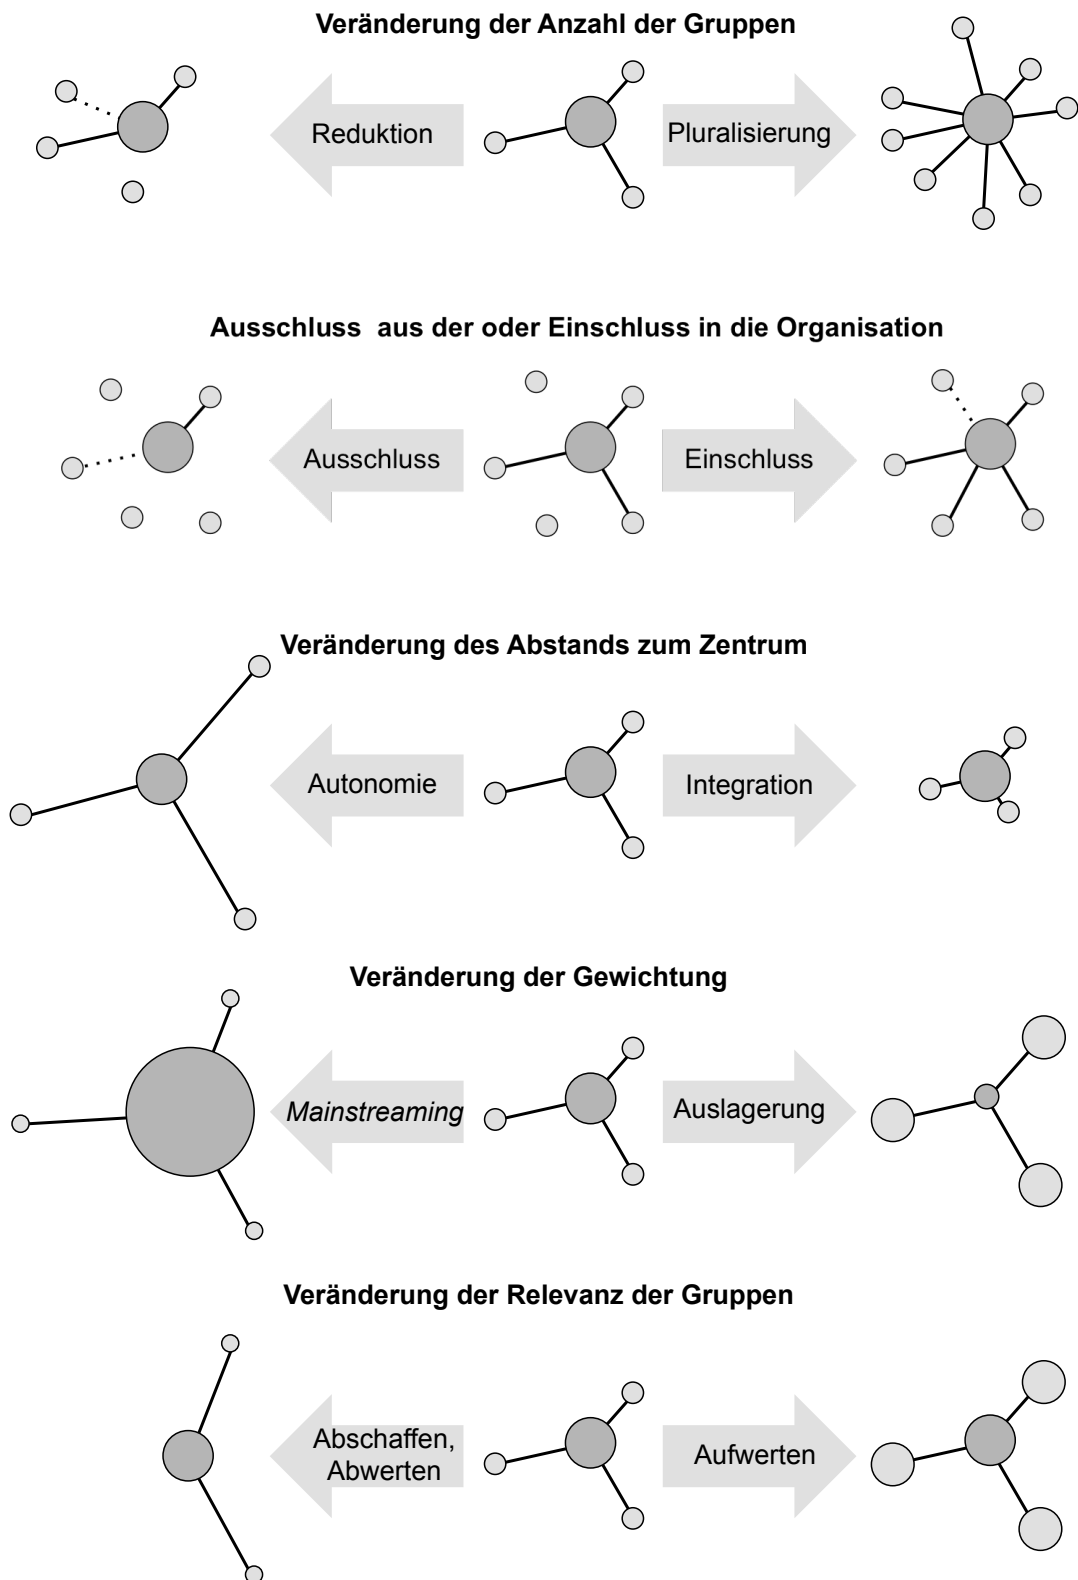 Veränderung der Anzahl der Gruppen
Reduktion
Pluralisierung
Ausschluss aus der oder Einschluss in die Organisation
Ausschluss
Einschluss
Veränderung des Abstands zum Zentrum
Autonomie
Integration
Veränderung der Gewichtung
Mainstreaming
Auslagerung
Veränderung der Relevanz der Gruppen
Abschaffen,
Abwerten
Aufwerten